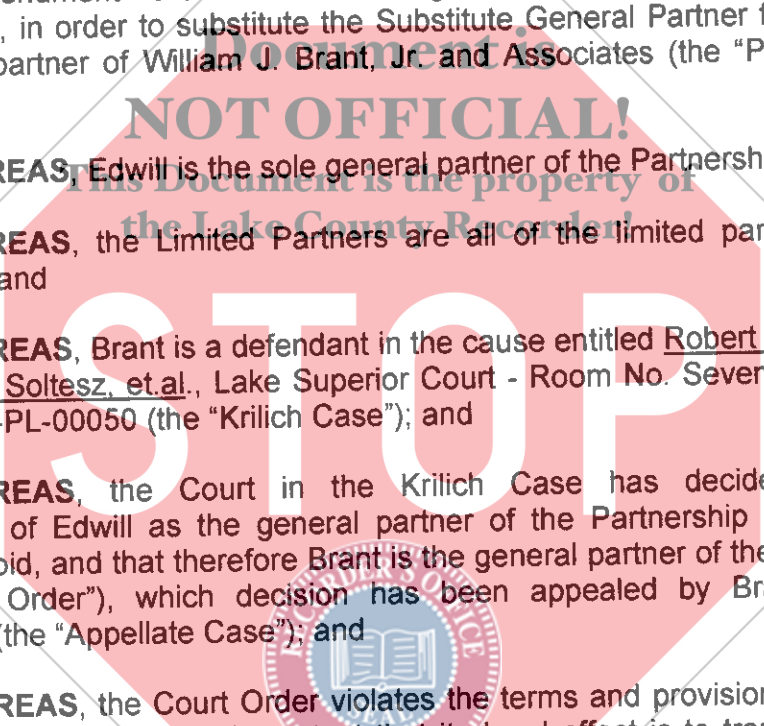 , in order to substitute the Substitute General Partner
partner of William J. Brant, Jr. and Associates (the “P
Document is
NOT OFFICIAL!
REAS, Edwill is the sole general partner of the Partnersh
This Document is the property of
the Lake County Recorder!
REAS, the Limited Partners are all of the limited par
and
STOP
REAS, Brant is a defendant in the cause entitled Robert
Soltesz, et.al., Lake Superior Court - Room No. Seven
-PL-00050 (the “Krilich Case”); and
REAS, the Court in the Krilich Case has decide
of Edwill as the general partner of the Partnership
oid, and that therefore Brant is the general partner of the
Order”), which decision has been appealed by Bra
(the “Appellate Case”); and
REAS, the Court Order violates the terms and provision